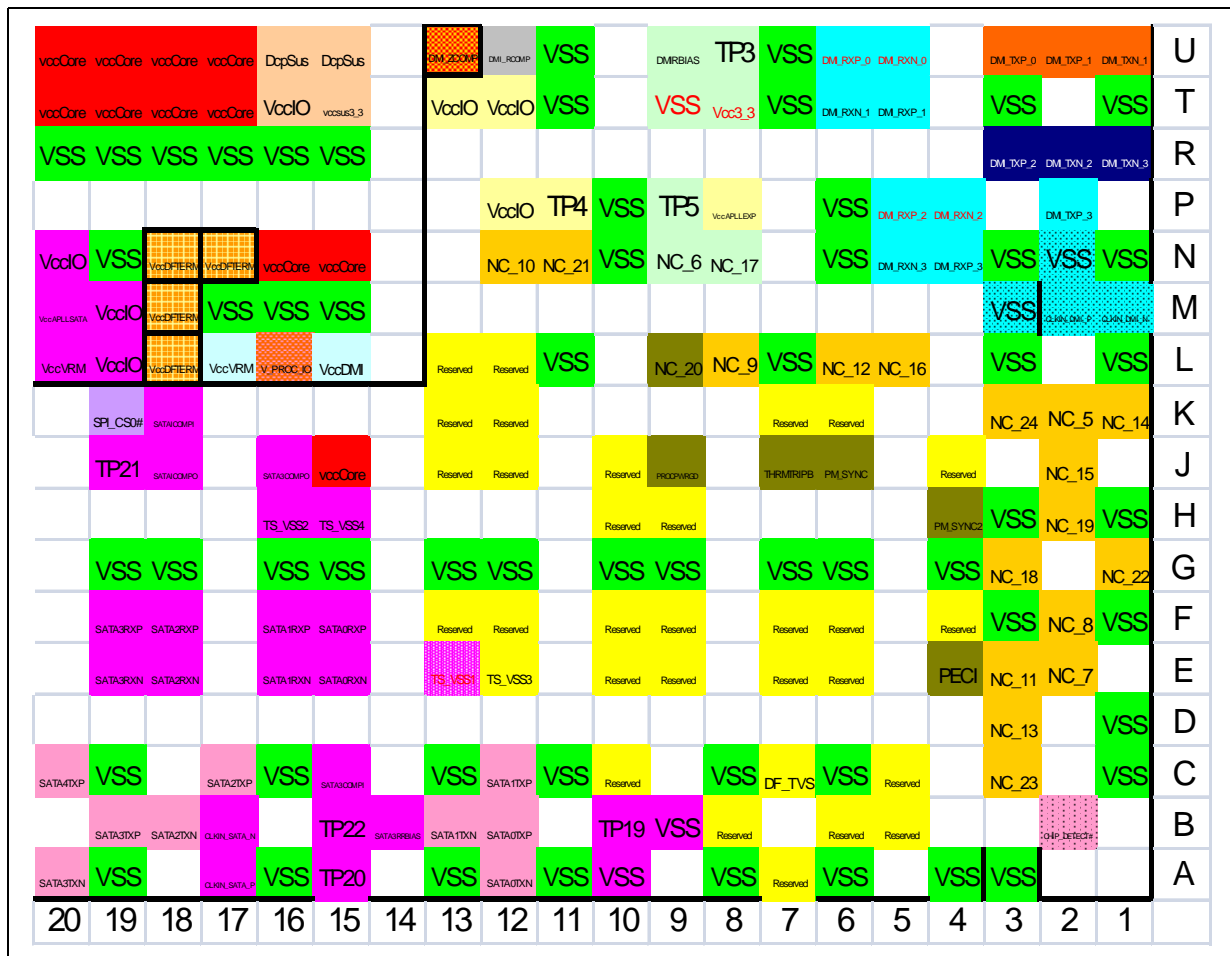 vccCore vccCore vccCore vccCore DcpSus DcpSus DMI_ZCOMP DMI_RCOMP VSS DMIRBIAS TP3 VSS DMI_RXP_0 DMI_RXN_0 DMI_TXP_0 DMI_TXP_1 DMI_TXN_1 U
vccCore vccCore vccCore vccCore VccIO vccsus3_3 VccIO VccIO VSS VSS Vcc3_3 VSS DMI_RXN_1 DMI_RXP_1 VSS VSS T
VSS VSS VSS VSS VSS VSS DMI_TXP_2 DMI_TXN_2 DMI_TXN_3 R
VccIO TP4 VSS TP5 VccAPLLEXP VSS DMI_RXP_2 DMI_RXN_2 DMI_TXP_3 P
VccIO VSS VccDFTERM VccDFTERM vccCore vccCore NC_10 NC_21 VSS NC_6 NC_17 VSS DMI_RXN_3 DMI_RXP_3 VSS VSS VSS N
VccAPLLSATA VccIO VccDFTERM VSS VSS VSS VSS CLKIN_DMI_P CLKIN_DMI_N M
VccVRM VccIO VccDFTERM VccVRM V_PROC_IO VccDMI Reserved Reserved VSS NC_20 NC_9 VSS NC_12 NC_16 VSS VSS L
SPI_CS0# SATAICOMPI Reserved Reserved Reserved Reserved NC_24 NC_5 NC_14 K
TP21 SATAICOMPO SATA3COMPO vccCore Reserved Reserved Reserved PROCPWRGD THRMTRIPB PM_SYNC Reserved NC_15 J
TS_VSS2 TS_VSS4 Reserved Reserved PM_SYNC2 VSS NC_19 VSS H
VSS VSS VSS VSS VSS VSS VSS VSS VSS VSS VSS NC_18 NC_22 G
SATA3RXP SATA2RXP SATA1RXP SATA0RXP Reserved Reserved Reserved Reserved Reserved Reserved Reserved VSS NC_8 VSS F
SATA3RXN SATA2RXN SATA1RXN SATA0RXN TS_VSS1 TS_VSS3 Reserved Reserved Reserved Reserved PECI NC_11 NC_7 E
NC_13 VSS D
SATA4TXP VSS SATA2TXP VSS SATA3COMPI VSS SATA1TXP VSS Reserved VSS DF_TVS VSS Reserved NC_23 VSS C
SATA3TXP SATA2TXN CLKIN_SATA_N TP22 SATA3RBIAS SATA1TXN SATA0TXP TP19 VSS Reserved Reserved Reserved CHIP_DETECT# B
SATA3TXN VSS CLKIN_SATA_P VSS TP20 VSS SATA0TXN VSS VSS VSS Reserved VSS VSS VSS A
20 19 18 17 16 15 14 13 12 11 10 9 8 7 6 5 4 3 2 1